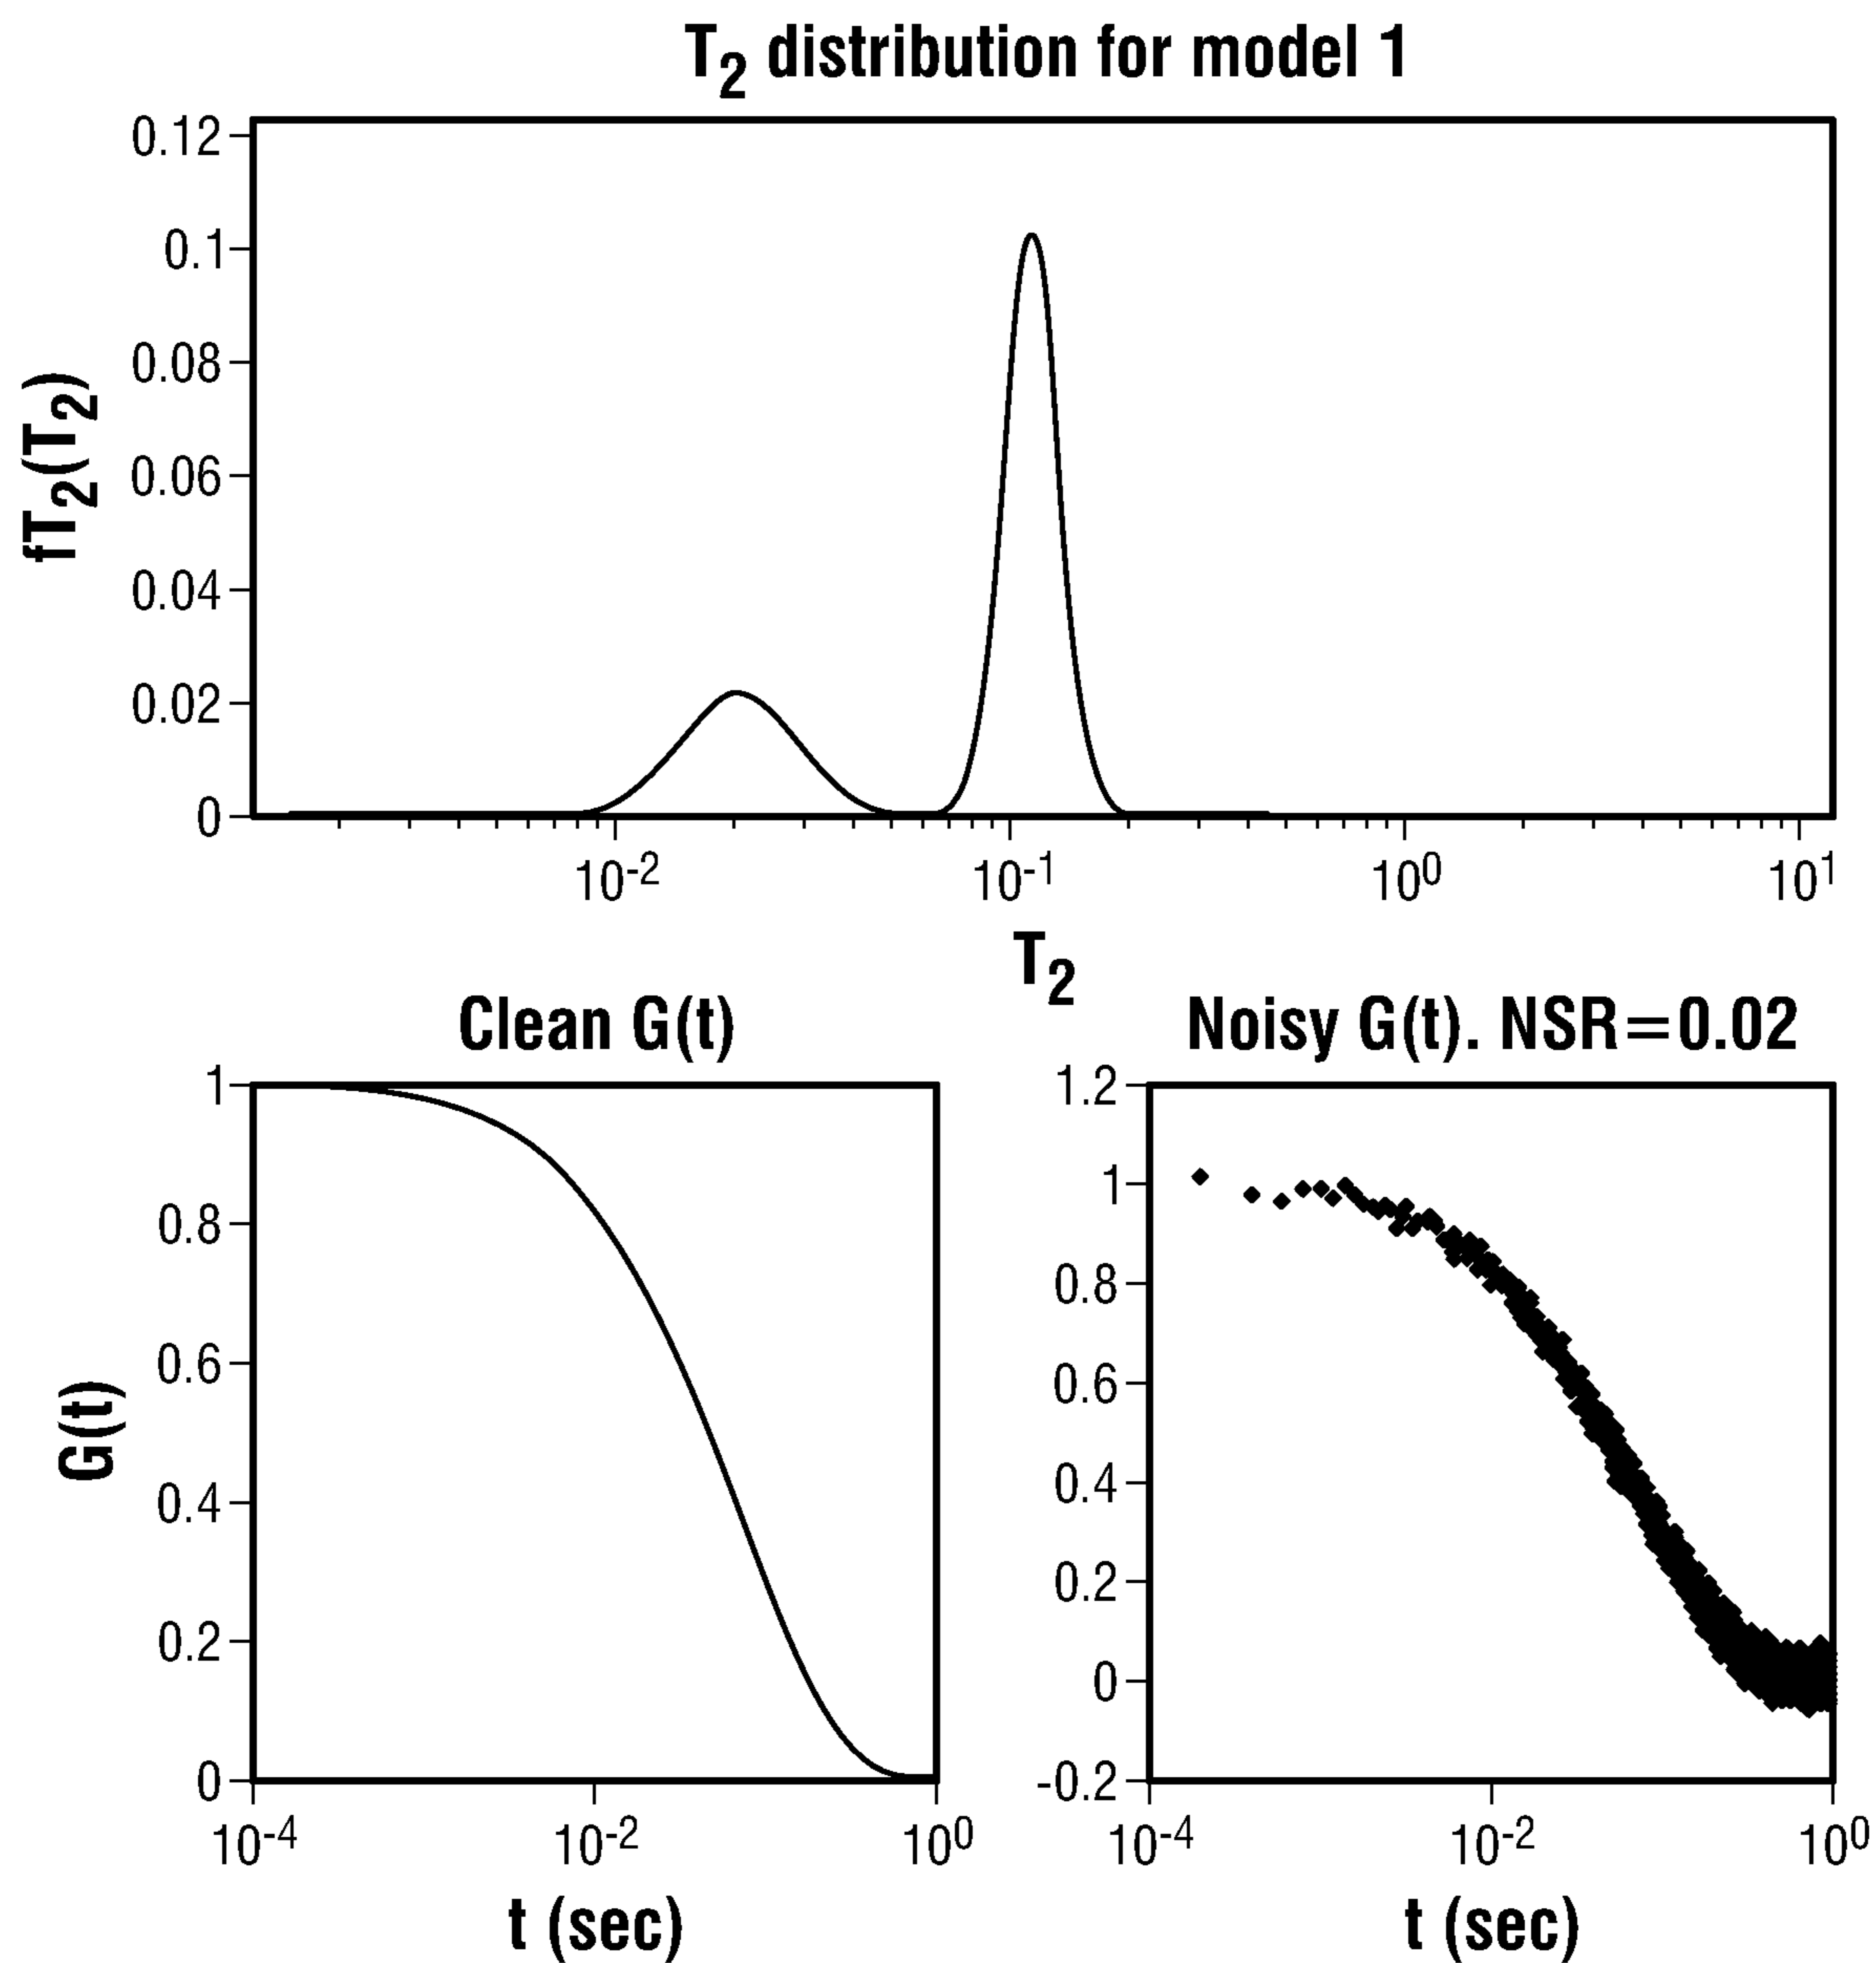 T2 distribution for model 1
0.12
0.1
0.08
0.06
0.04
0.02
0
fT2(T2)
10-2 10-1 100 101
T2
Clean G(t)
1
0.8
0.6
0.4
0.2
0
G(t)
10-4 10-2 100
t (sec)
Noisy G(t). NSR=0.02
1.2
1
0.8
0.6
0.4
0.2
0
-0.2
10-4 10-2 100
t (sec)